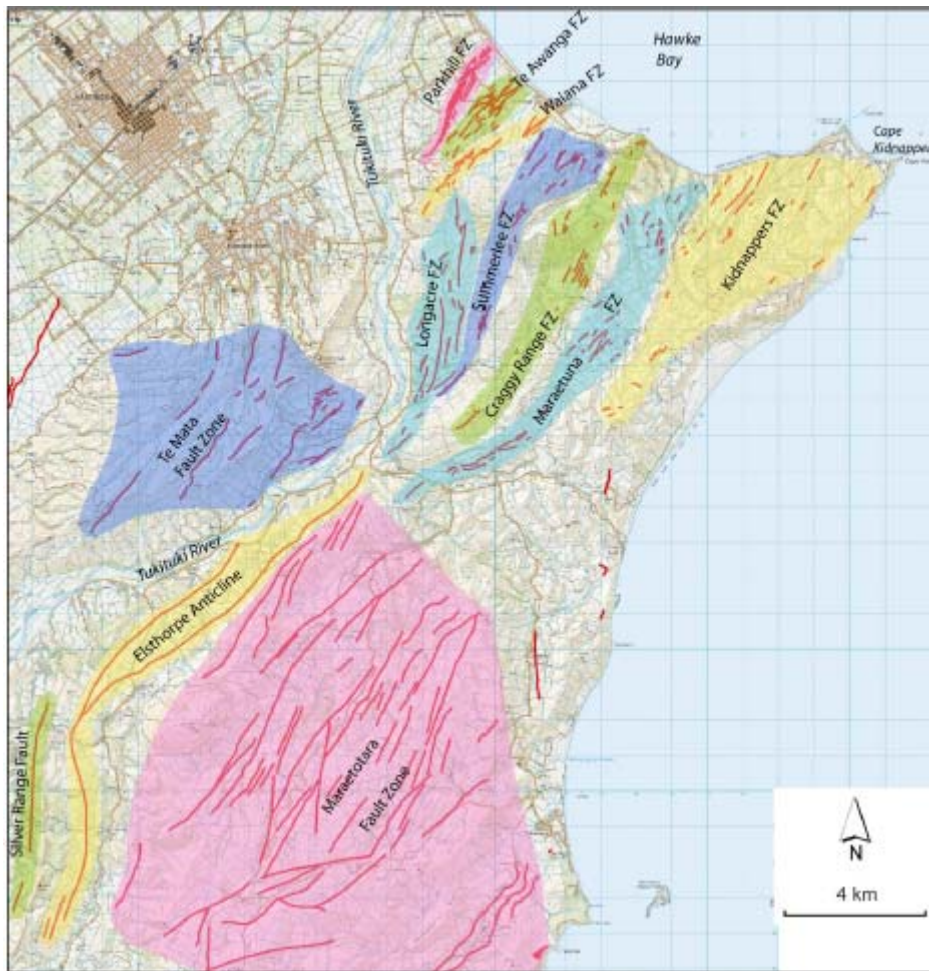 Parkhill FZ
Te Awanga FZ
Waiana FZ
Hawke
Bay
Cape
Kidnapper
Tukituki River
Longacre FZ
Summerlee FZ
Craggy Range FZ
Maraetuna
FZ
Kidnappers FZ
Te Mata
Fault Zone
Tukituki River
Elsthorpe Anticline
Silver Range Fault
Maraetotara
Fault Zone
N
4 km